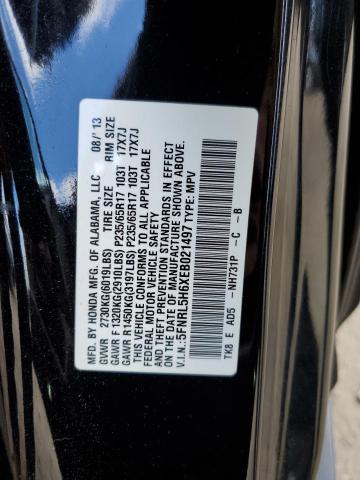 MFD. BY HONDA MFG. OF ALABAMA, LLC 08/'13
GVWR 2730KG(6019LBS) TIRE SIZE RIM SIZE
GAWR F1320KG(2910LBS) P235/65R17 103T 17X7J
GAWR R1450KG(3197LBS) P235/65R17 103T 17X7J
THIS VEHICLE CONFORMS TO ALL APPLICABLE
FEDERAL MOTOR VEHICLE SAFETY
AND THEFT PREVENTION STANDARDS IN EFFECT
ON THE DATE OF MANUFACTURE SHOWN ABOVE.
V.I.N.:5FNRL5H6XEB021497 TYPE: MPV
TK8 E AD5 -NH731P -C -B